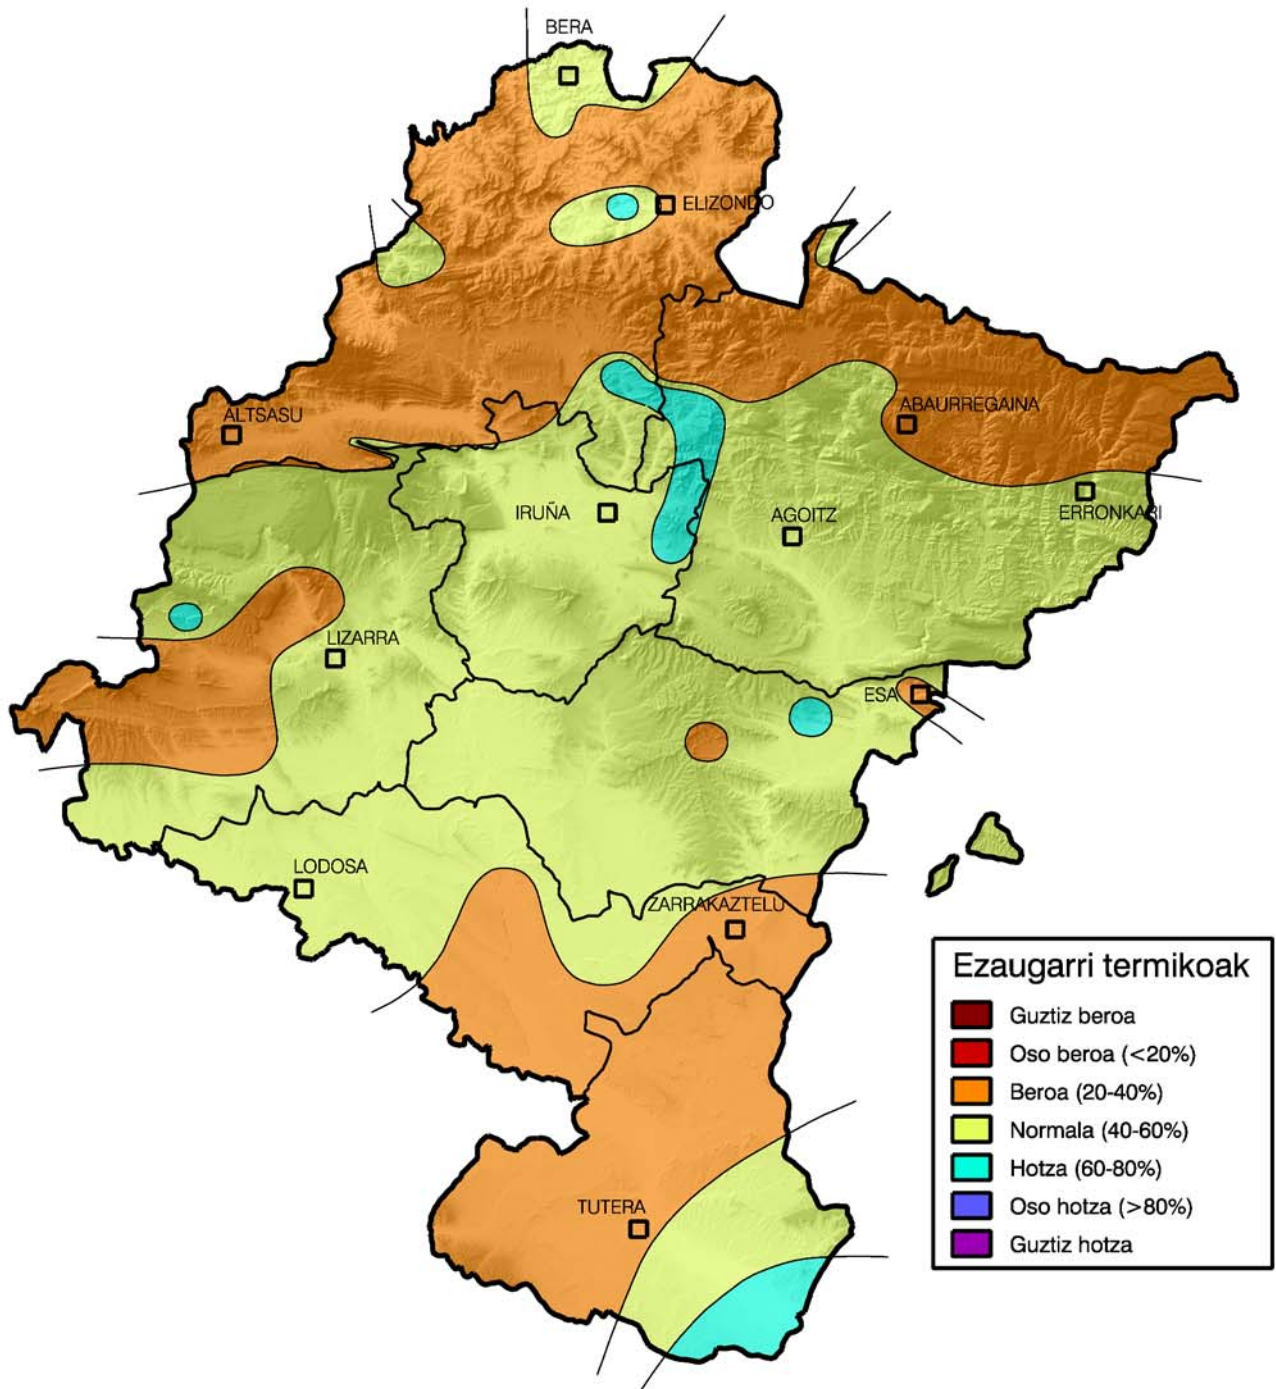 BERA
ELIZONDO
ALTSASU
ABAURREGAINA
IRUÑA
AGOITZ
ERRONKARI
LIZARRA
ESA
LODOSA
ZARRAKAZTELU
TUTERA
Ezaugarri termikoak
Guztiz beroa
Oso beroa (<20%)
Beroa (20-40%)
Normala (40-60%)
Hotza (60-80%)
Oso hotza (>80%)
Guztiz hotza